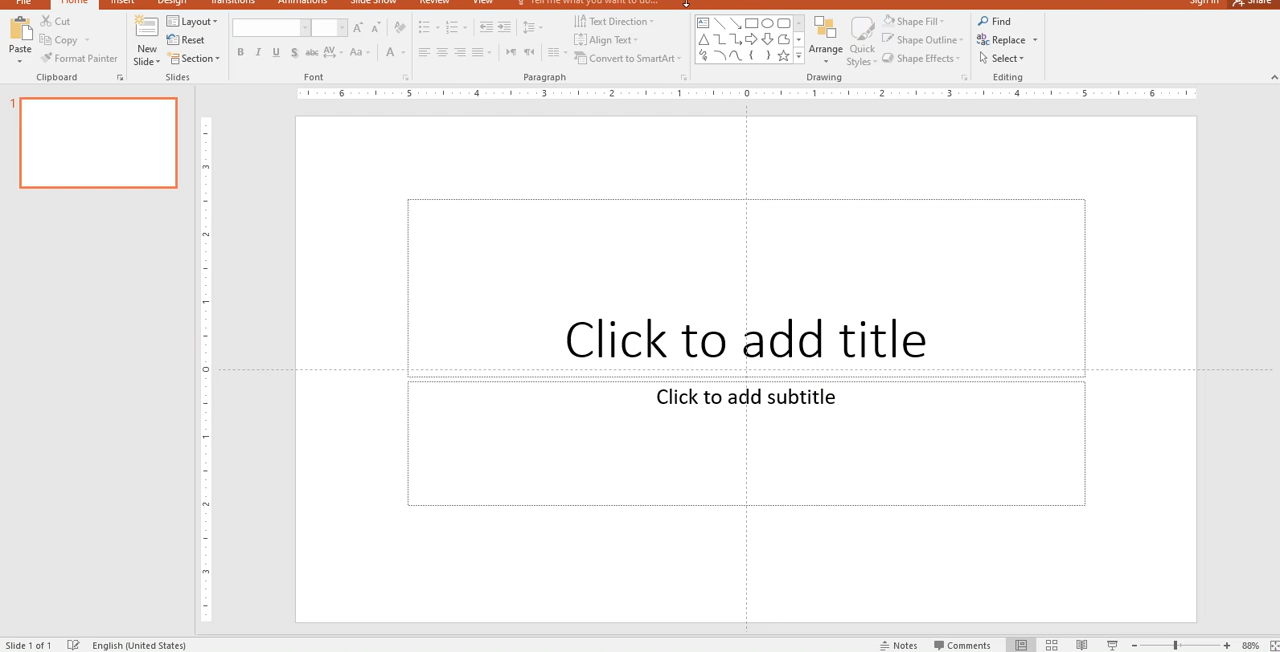 File Home Insert Design Transitions Animations Slide Show Review View Tell me what you want to do... Sign in Share
Paste
Cut
Copy
Format Painter
Clipboard
New Slide
Layout
Reset
Section
Slides
B I U S abc AV Aa A
Font
Paragraph
Text Direction
Align Text
Convert to SmartArt
Arrange
Quick Styles
Shape Fill
Shape Outline
Shape Effects
Drawing
Find
Replace
Select
Editing
1
6 5 4 3 2 1 0 1 2 3 4 5 6
3
2
1
0
1
2
3
Click to add title
Click to add subtitle
Slide 1 of 1 English (United States) Notes Comments 88%